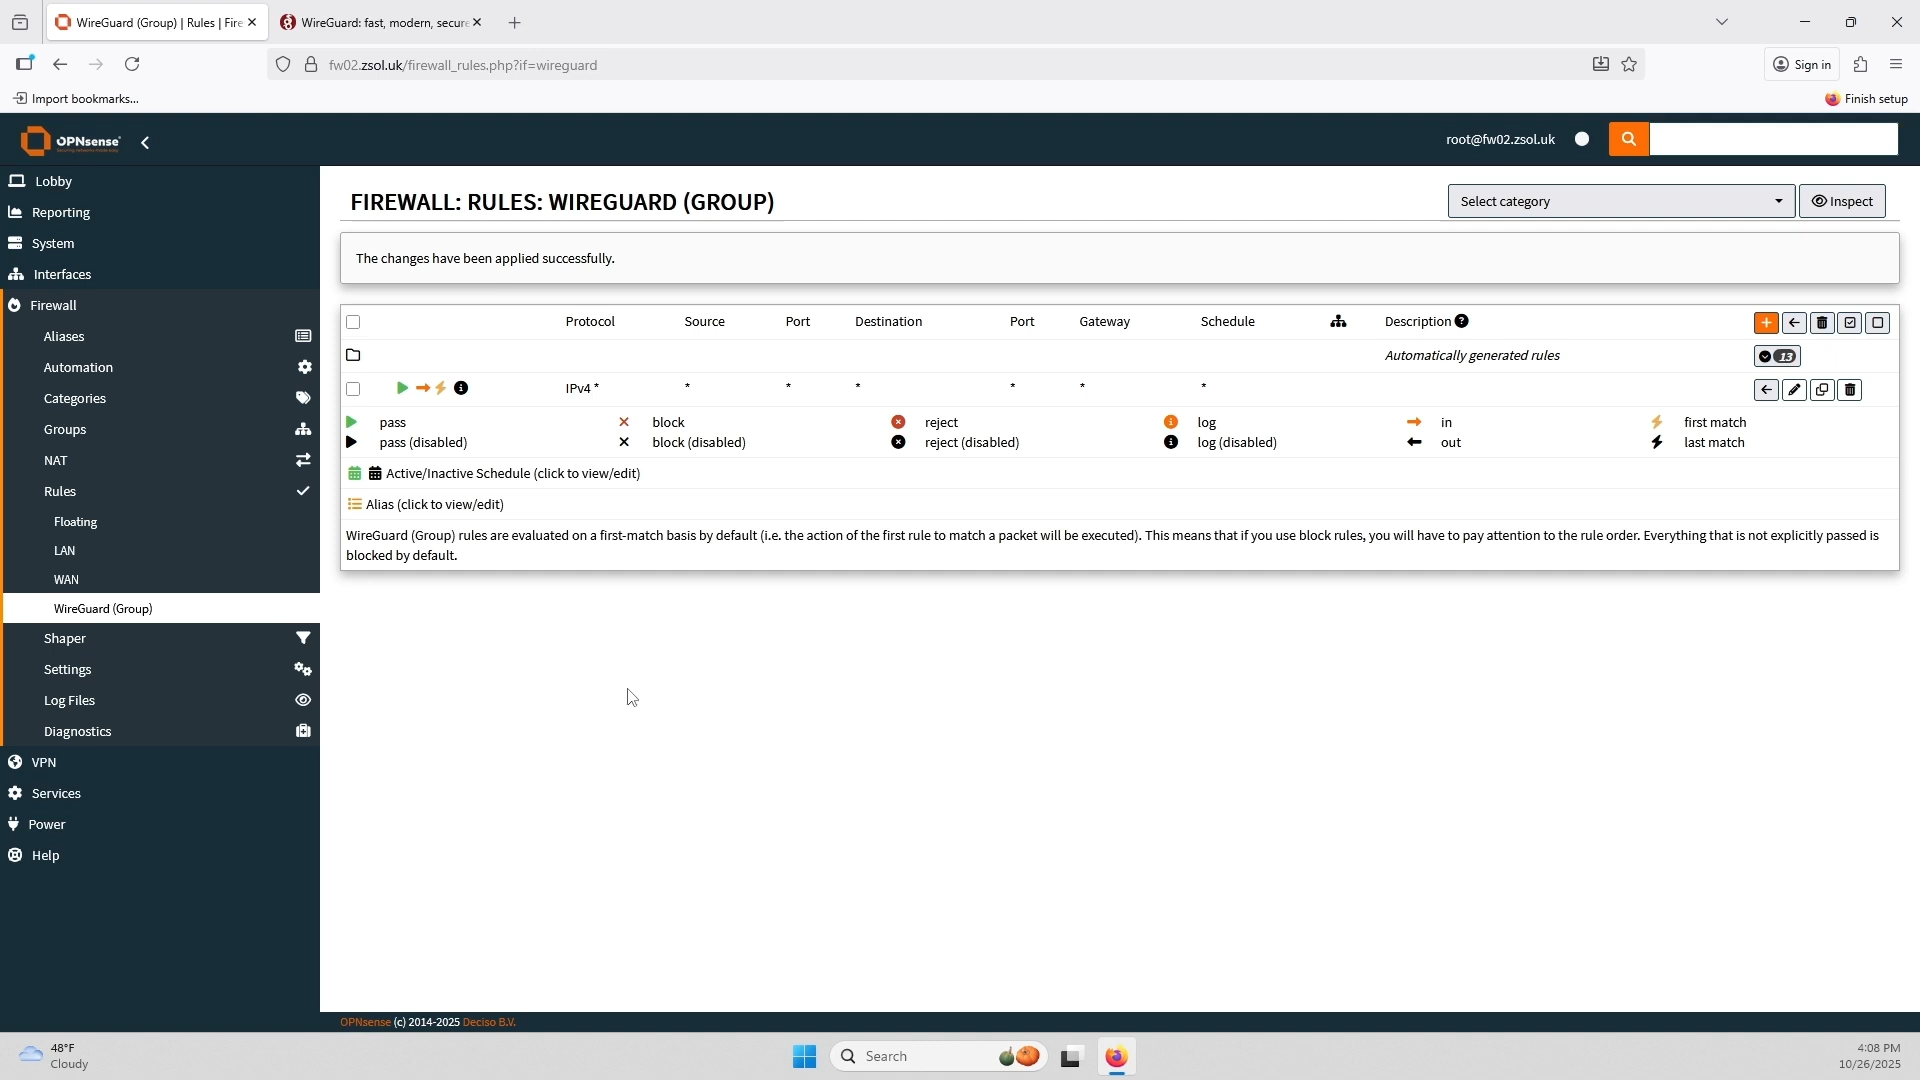 WireGuard (Group) | Rules | Fire
WireGuard: fast, modern, secure
fw02.zsol.uk/firewall_rules.php?if=wireguard
Sign in
Import bookmarks...
Finish setup
OPNsense
root@fw02.zsol.uk
Lobby
Reporting
System
Interfaces
Firewall
Aliases
Automation
Categories
Groups
NAT
Rules
Floating
LAN
WAN
WireGuard (Group)
Shaper
Settings
Log Files
Diagnostics
VPN
Services
Power
Help
FIREWALL: RULES: WIREGUARD (GROUP)
Select category
Inspect
The changes have been applied successfully.
Protocol Source Port Destination Port Gateway Schedule Description
Automatically generated rules 13
IPv4 * * * * * * *
pass block reject log in first match
pass (disabled) block (disabled) reject (disabled) log (disabled) out last match
Active/Inactive Schedule (click to view/edit)
Alias (click to view/edit)
WireGuard (Group) rules are evaluated on a first-match basis by default (i.e. the action of the first rule to match a packet will be executed). This means that if you use block rules, you will have to pay attention to the rule order. Everything that is not explicitly passed is
blocked by default.
OPNsense (c) 2014-2025 Deciso B.V.
48°F
Cloudy
Search
4:08 PM
10/26/2025